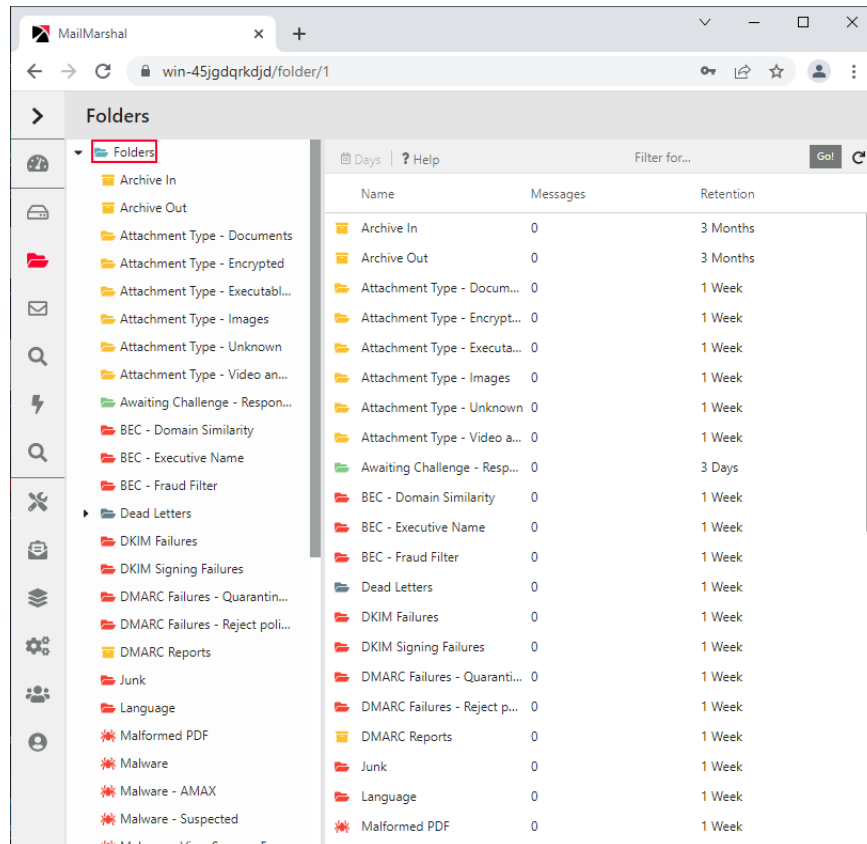 MailMarshal
win-45jgdqrkdjd/folder/1
Folders
Folders
Archive In
Archive Out
Attachment Type - Documents
Attachment Type - Encrypted
Attachment Type - Executabl...
Attachment Type - Images
Attachment Type - Unknown
Attachment Type - Video an...
Awaiting Challenge - Respon...
BEC - Domain Similarity
BEC - Executive Name
BEC - Fraud Filter
Dead Letters
DKIM Failures
DKIM Signing Failures
DMARC Failures - Quarantin...
DMARC Failures - Reject poli...
DMARC Reports
Junk
Language
Malformed PDF
Malware
Malware - AMAX
Malware - Suspected
Days ? Help Filter for... Go!
Name Messages Retention
Archive In 0 3 Months
Archive Out 0 3 Months
Attachment Type - Docum... 0 1 Week
Attachment Type - Encrypt... 0 1 Week
Attachment Type - Executa... 0 1 Week
Attachment Type - Images 0 1 Week
Attachment Type - Unknown 0 1 Week
Attachment Type - Video a... 0 1 Week
Awaiting Challenge - Resp... 0 3 Days
BEC - Domain Similarity 0 1 Week
BEC - Executive Name 0 1 Week
BEC - Fraud Filter 0 1 Week
Dead Letters 0 1 Week
DKIM Failures 0 1 Week
DKIM Signing Failures 0 1 Week
DMARC Failures - Quaranti... 0 1 Week
DMARC Failures - Reject p... 0 1 Week
DMARC Reports 0 1 Week
Junk 0 1 Week
Language 0 1 Week
Malformed PDF 0 1 Week